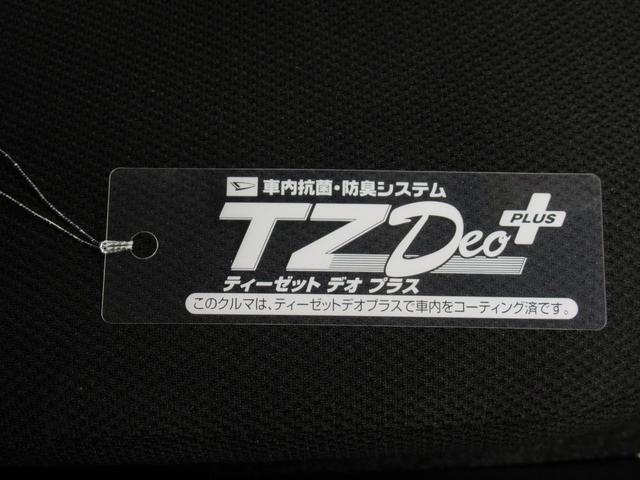 車内抗菌・防臭システム
TZ Deo PLUS
ティーゼット デオ プラス
このクルマは、ティーゼットデオプラスで車内をコーティング済です。